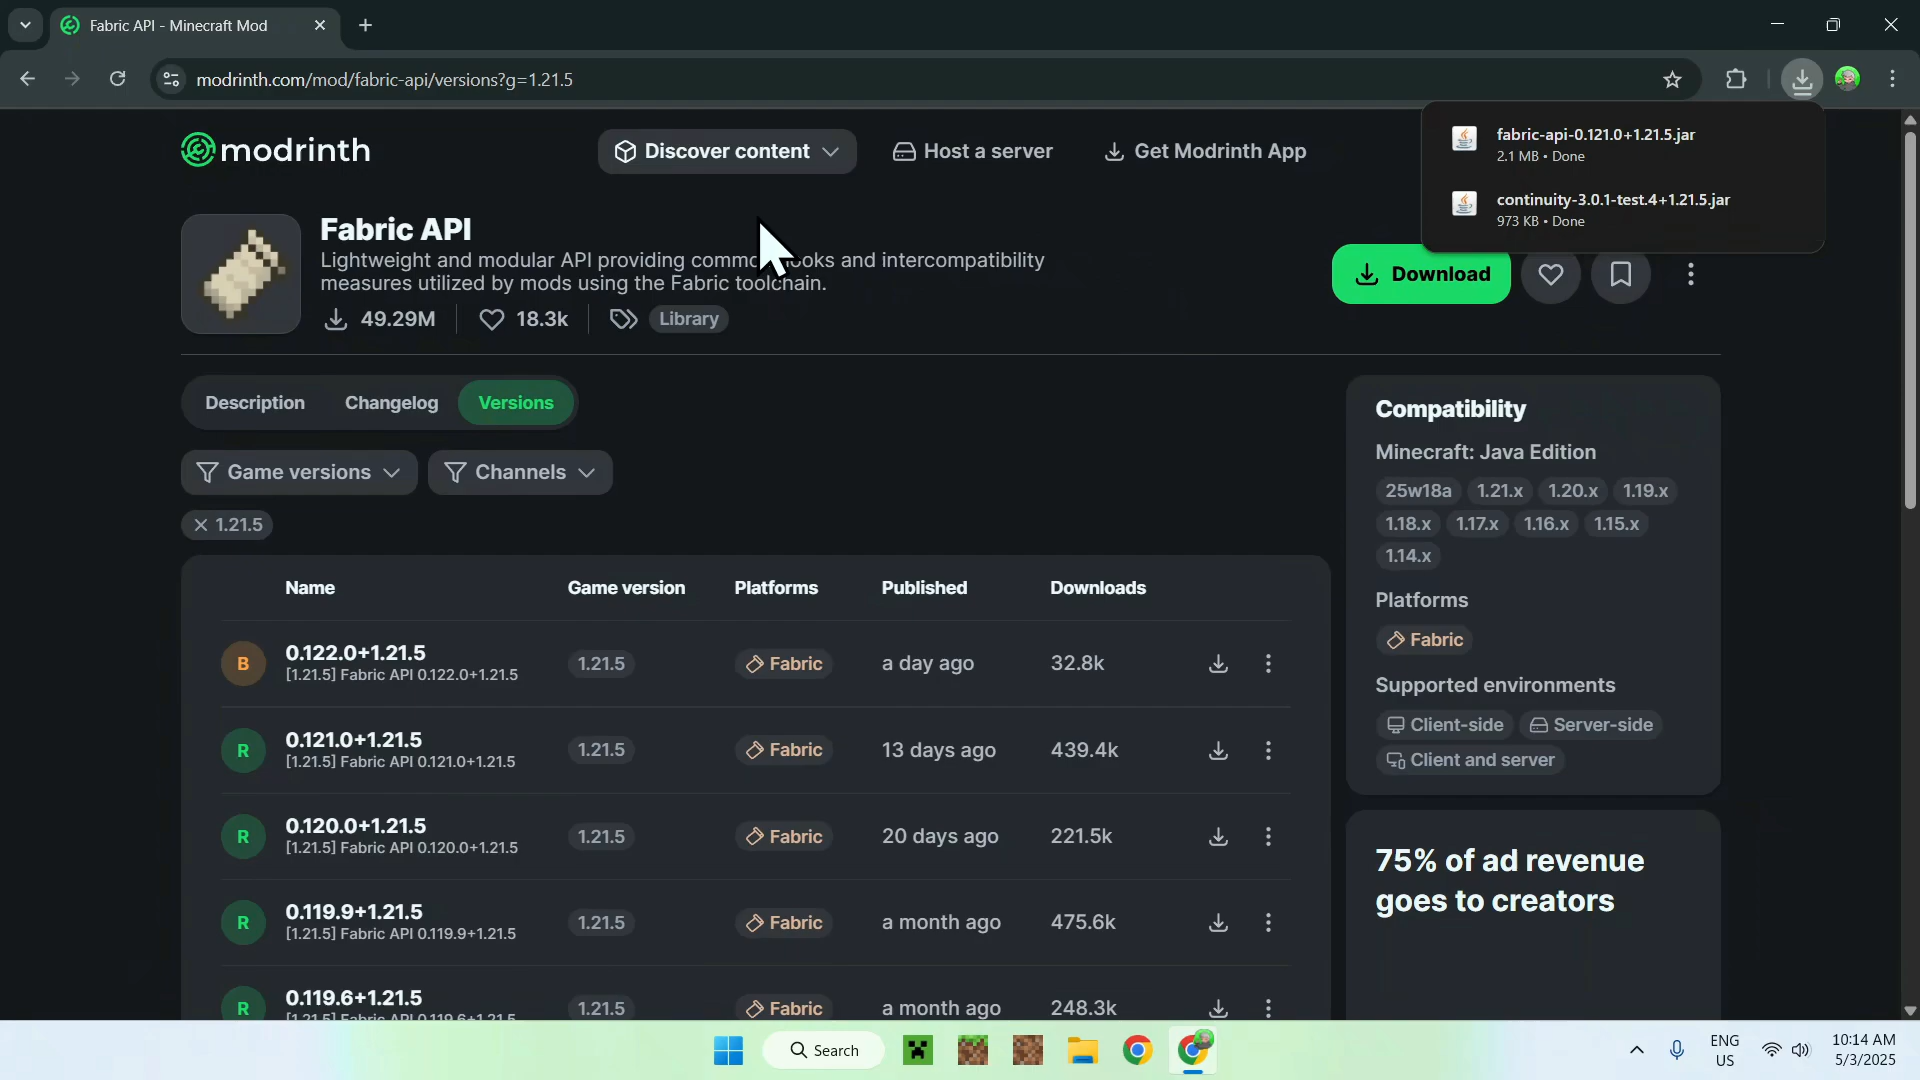 Fabric API - Minecraft Mod
modrinth.com/mod/fabric-api/versions?g=1.21.5
fabric-api-0.121.0+1.21.5.jar
2.1 MB • Done
continuity-3.0.1-test.4+1.21.5.jar
973 KB • Done
modrinth
Discover content
Host a server
Get Modrinth App
Fabric API
Lightweight and modular API providing common hooks and intercompatibility
measures utilized by mods using the Fabric toolchain.
49.29M
18.3k
Library
Download
Description
Changelog
Versions
Game versions
Channels
1.21.5
Name Game version Platforms Published Downloads
B 0.122.0+1.21.5 1.21.5 Fabric a day ago 32.8k
[1.21.5] Fabric API 0.122.0+1.21.5
R 0.121.0+1.21.5 1.21.5 Fabric 13 days ago 439.4k
[1.21.5] Fabric API 0.121.0+1.21.5
R 0.120.0+1.21.5 1.21.5 Fabric 20 days ago 221.5k
[1.21.5] Fabric API 0.120.0+1.21.5
R 0.119.9+1.21.5 1.21.5 Fabric a month ago 475.6k
[1.21.5] Fabric API 0.119.9+1.21.5
R 0.119.6+1.21.5 1.21.5 Fabric a month ago 248.3k
[1.21.5] Fabric API 0.119.6+1.21.5
Compatibility
Minecraft: Java Edition
25w18a 1.21.x 1.20.x 1.19.x
1.18.x 1.17.x 1.16.x 1.15.x
1.14.x
Platforms
Fabric
Supported environments
Client-side Server-side
Client and server
75% of ad revenue
goes to creators
Search
ENG
US
10:14 AM
5/3/2025